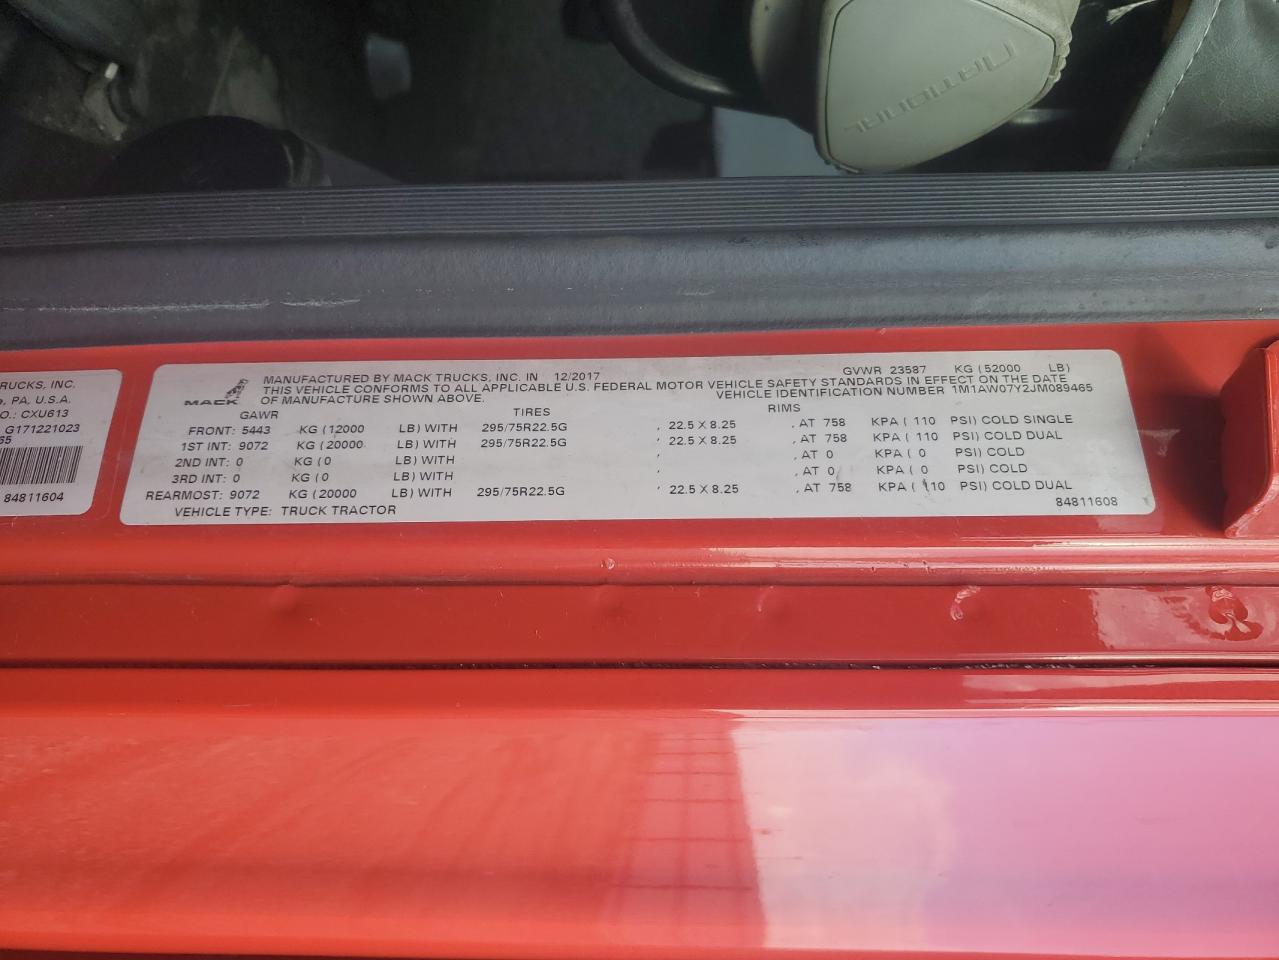 NATIONAL
RUCKS, INC.
PA, U.S.A.
O.: CXU613
G171221023
65
84811604
MACK
MANUFACTURED BY MACK TRUCKS, INC. IN 12/2017 GVWR 23587 KG (52000 LB)
THIS VEHICLE CONFORMS TO ALL APPLICABLE U.S. FEDERAL MOTOR VEHICLE SAFETY STANDARDS IN EFFECT ON THE DATE
OF MANUFACTURE SHOWN ABOVE. VEHICLE IDENTIFICATION NUMBER 1M1AW07Y2JM089465
GAWR TIRES RIMS
FRONT: 5443 KG (12000 LB) WITH 295/75R22.5G , 22.5 X 8.25 , AT 758 KPA ( 110 PSI) COLD SINGLE
1ST INT: 9072 KG (20000 LB) WITH 295/75R22.5G , 22.5 X 8.25 , AT 758 KPA ( 110 PSI) COLD DUAL
2ND INT: 0 KG (0 LB) WITH , , AT 0 KPA ( 0 PSI) COLD
3RD INT: 0 KG (0 LB) WITH , , AT 0 KPA ( 0 PSI) COLD
REARMOST: 9072 KG (20000 LB) WITH 295/75R22.5G , 22.5 X 8.25 , AT 758 KPA ( 110 PSI) COLD DUAL
VEHICLE TYPE: TRUCK TRACTOR 84811608